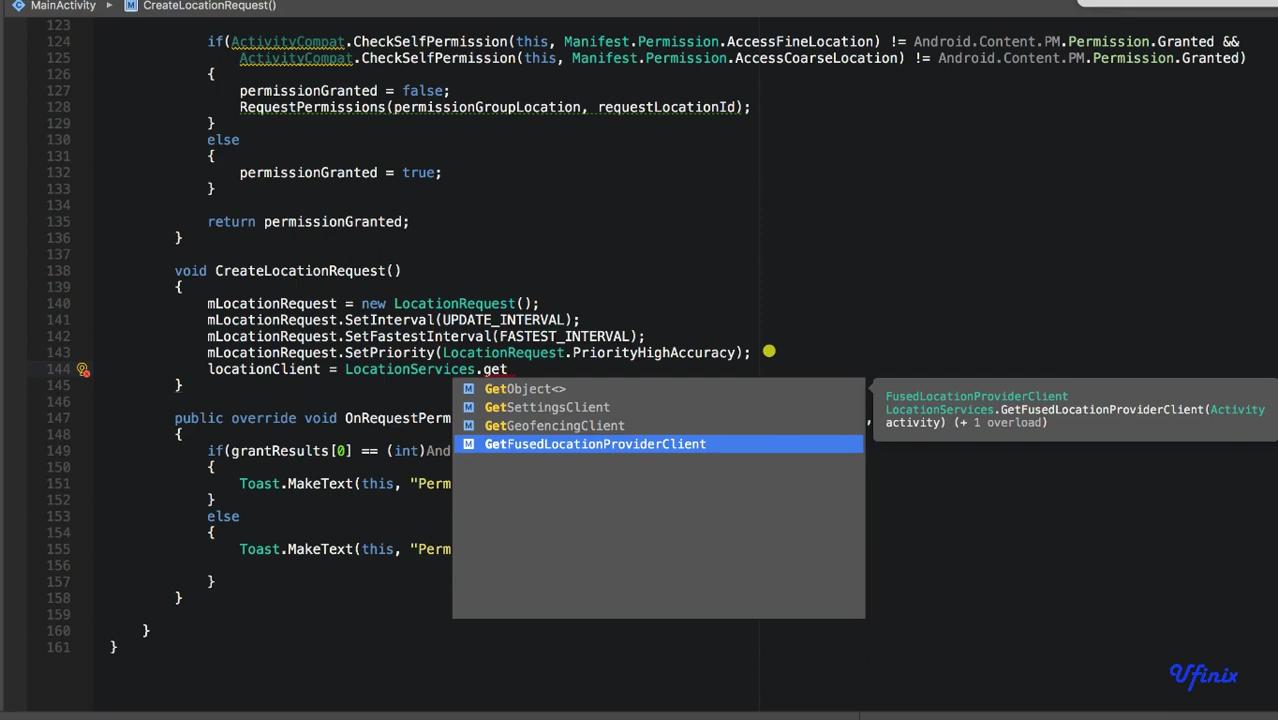 MainActivity ▸ M CreateLocationRequest()
123
124 if(ActivityCompat.CheckSelfPermission(this, Manifest.Permission.AccessFineLocation) != Android.Content.PM.Permission.Granted &&
125 ActivityCompat.CheckSelfPermission(this, Manifest.Permission.AccessCoarseLocation) != Android.Content.PM.Permission.Granted)
126 {
127 permissionGranted = false;
128 RequestPermissions(permissionGroupLocation, requestLocationId);
129 }
130 else
131 {
132 permissionGranted = true;
133 }
134
135 return permissionGranted;
136 }
137
138 void CreateLocationRequest()
139 {
140 mLocationRequest = new LocationRequest();
141 mLocationRequest.SetInterval(UPDATE_INTERVAL);
142 mLocationRequest.SetFastestInterval(FASTEST_INTERVAL);
143 mLocationRequest.SetPriority(LocationRequest.PriorityHighAccuracy);
144 locationClient = LocationServices.get
145 }
146
147 public override void OnRequestPerm
148 {
149 if(grantResults[0] == (int)And
150 {
151 Toast.MakeText(this, "Perm
152 }
153 else
154 {
155 Toast.MakeText(this, "Perm
156
157 }
158 }
159
160 }
161 }
M GetObject<>
M GetSettingsClient
M GetGeofencingClient
M GetFusedLocationProviderClient
FusedLocationProviderClient
LocationServices.GetFusedLocationProviderClient(Activity
activity) (+ 1 overload)
Ufinix